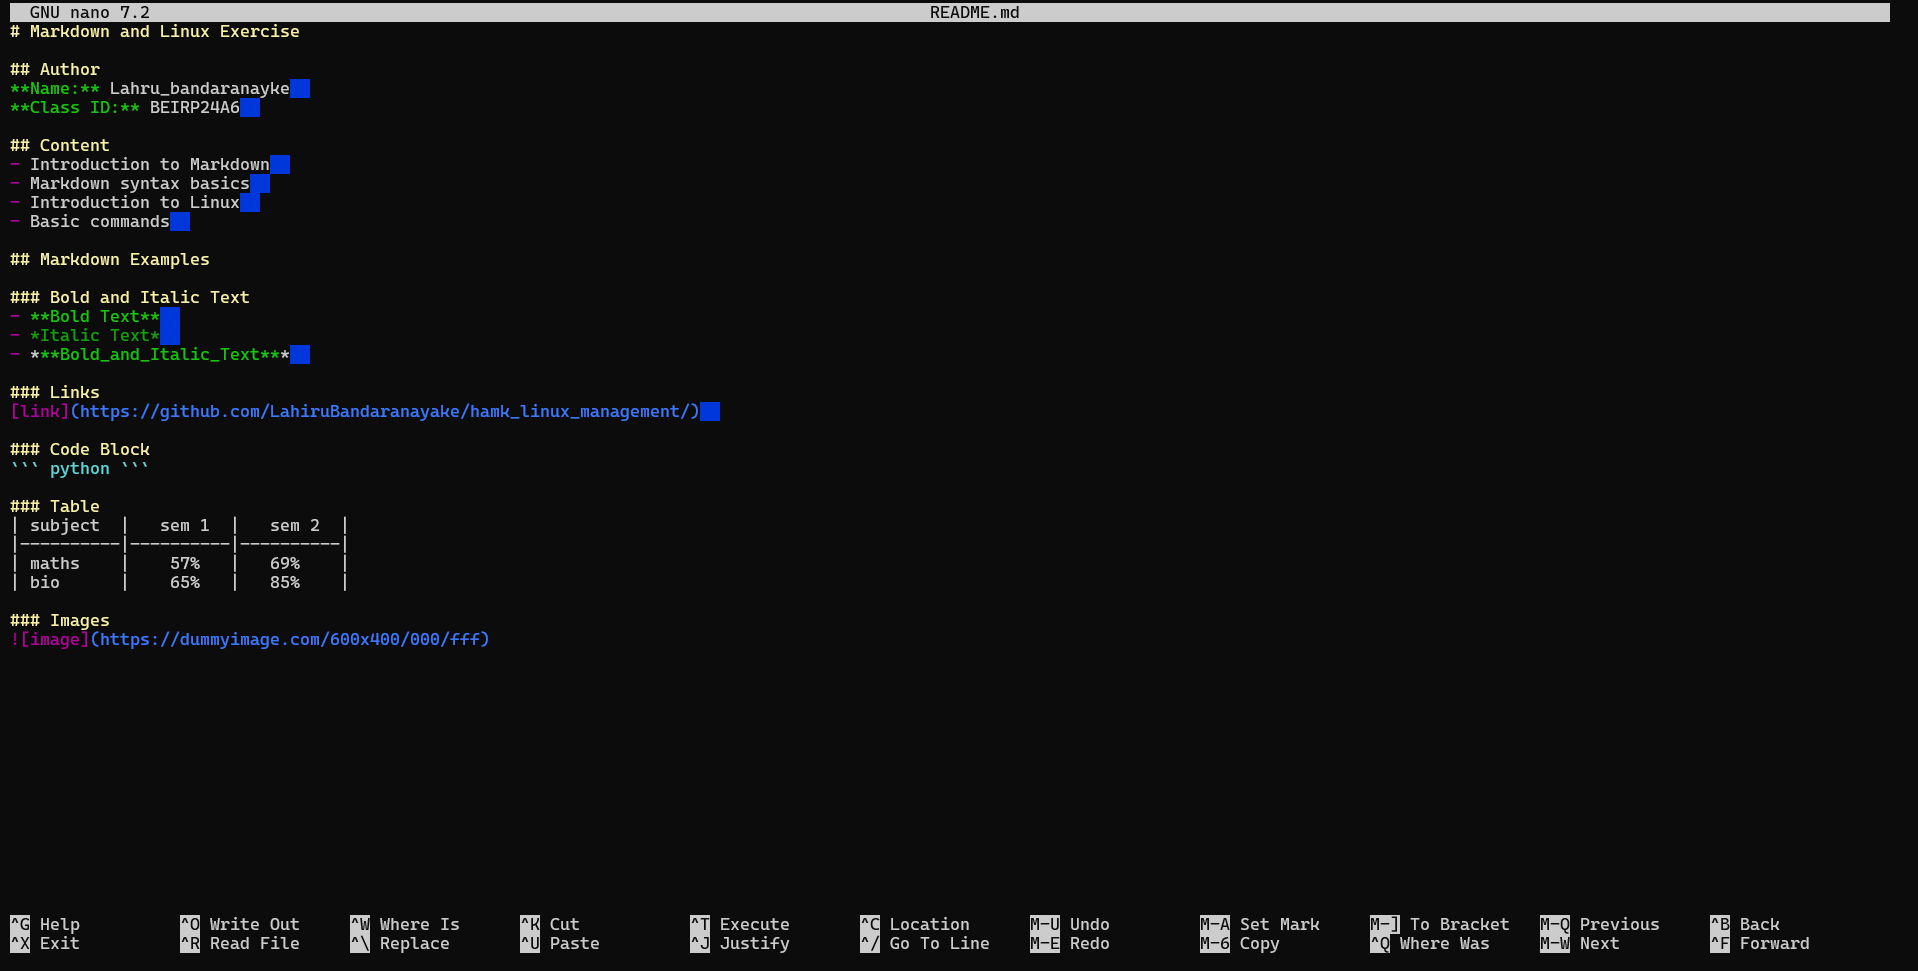 GNU nano 7.2 README.md
# Markdown and Linux Exercise
## Author
**Name:** Lahru_bandaranayke
**Class ID:** BEIRP24A6
## Content
- Introduction to Markdown
- Markdown syntax basics
- Introduction to Linux
- Basic commands
## Markdown Examples
### Bold and Italic Text
- **Bold Text**
- *Italic Text*
- ***Bold_and_Italic_Text***
### Links
[link](https://github.com/LahiruBandaranayake/hamk_linux_management/)
### Code Block
``` python ```
### Table
| subject  |   sem 1  |   sem 2  |
|----------|----------|----------|
| maths    |    57%   |   69%    |
| bio      |    65%   |   85%    |
### Images
![image](https://dummyimage.com/600x400/000/fff)
^G Help ^O Write Out ^W Where Is ^K Cut ^T Execute ^C Location M-U Undo M-A Set Mark M-] To Bracket M-Q Previous ^B Back
^X Exit ^R Read File ^\ Replace ^U Paste ^J Justify ^/ Go To Line M-E Redo M-6 Copy ^Q Where Was M-W Next ^F Forward